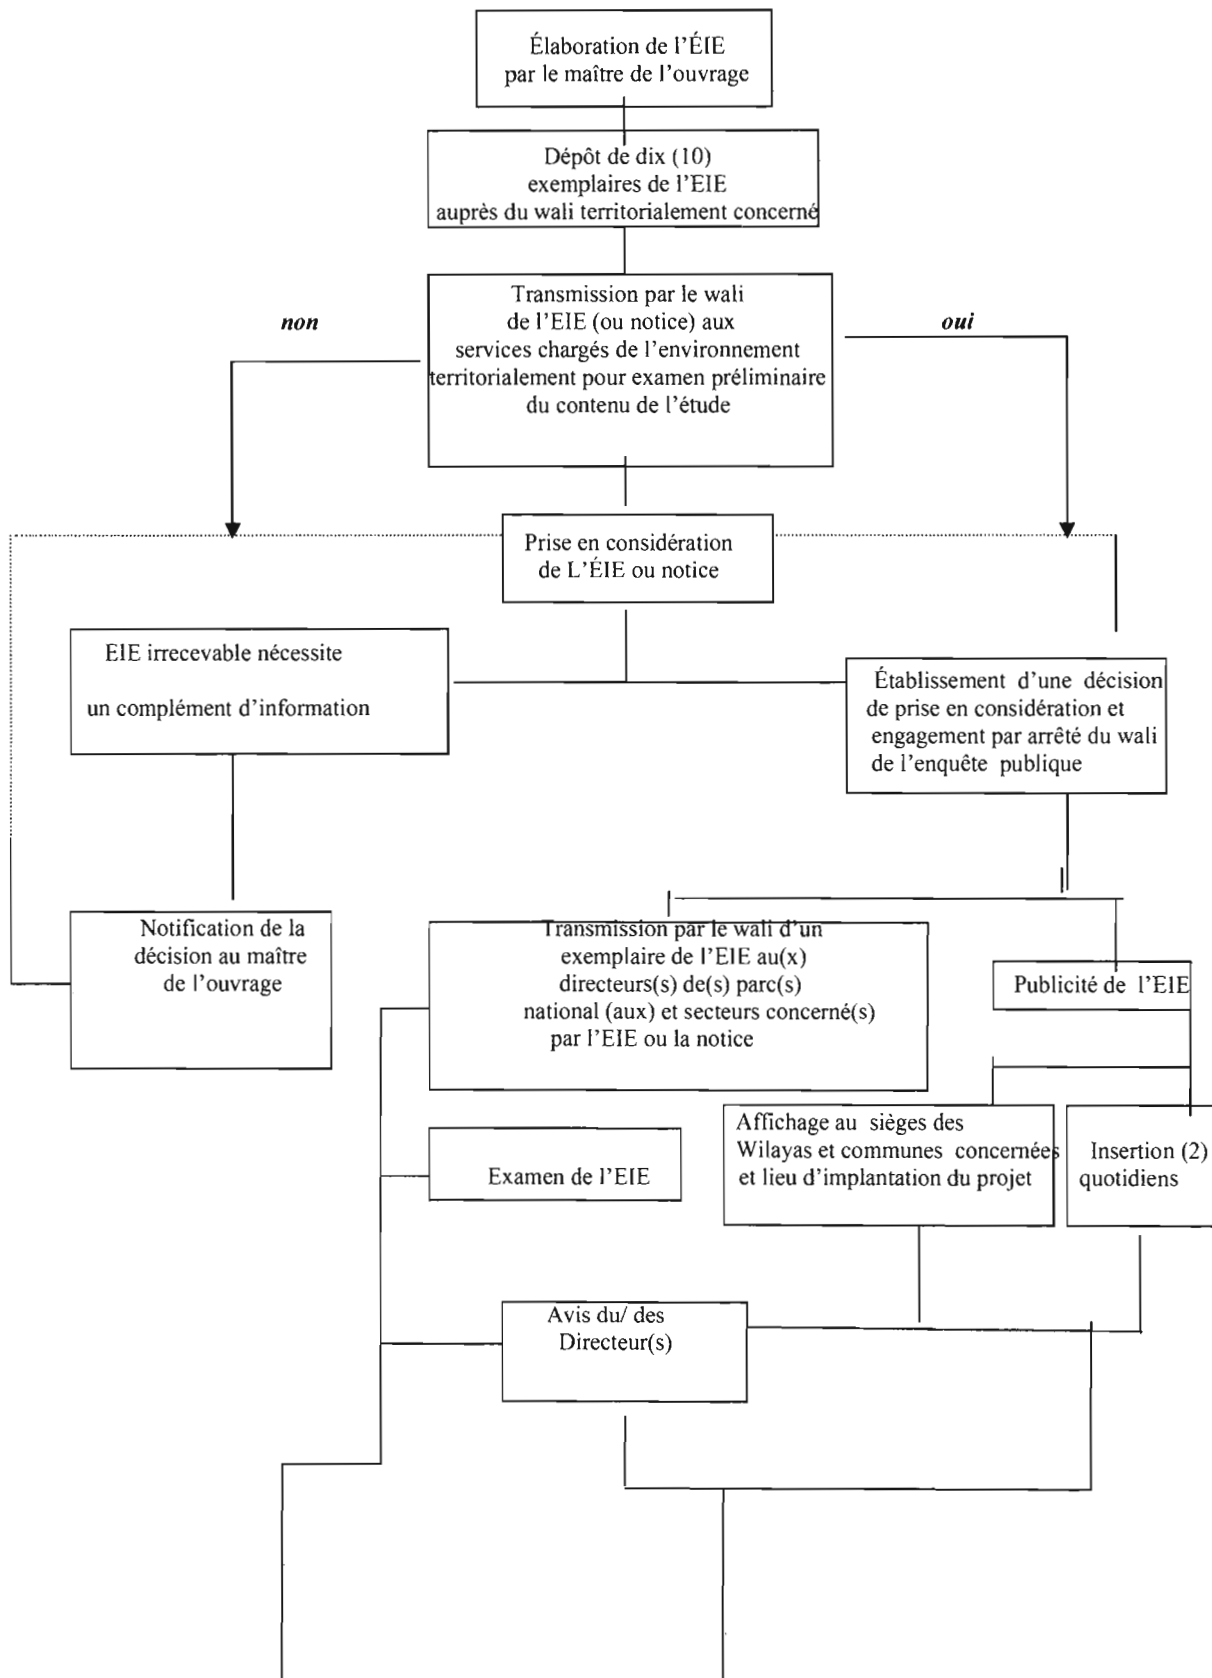 Élaboration de l'ÉIE
par le maître de l'ouvrage
Dépôt de dix (10)
exemplaires de l'EIE
auprès du wali territorialement concerné
Transmission par le wali
de l'EIE (ou notice) aux
services chargés de l'environnement
territorialement pour examen préliminaire
du contenu de l'étude
non
oui
Prise en considération
de L'ÉIE ou notice
EIE irrecevable nécessite
un complément d'information
Établissement d'une décision
de prise en considération et
engagement par arrêté du wali
de l'enquête publique
Notification de la
décision au maître
de l'ouvrage
Transmission par le wali d'un
exemplaire de l'EIE au(x)
directeurs(s) de(s) parc(s)
national (aux) et secteurs concerné(s)
par l'EIE ou la notice
Publicité de l'EIE
Examen de l'EIE
Affichage au sièges des
Wilayas et communes concernées
et lieu d'implantation du projet
Insertion (2)
quotidiens
Avis du/ des
Directeur(s)